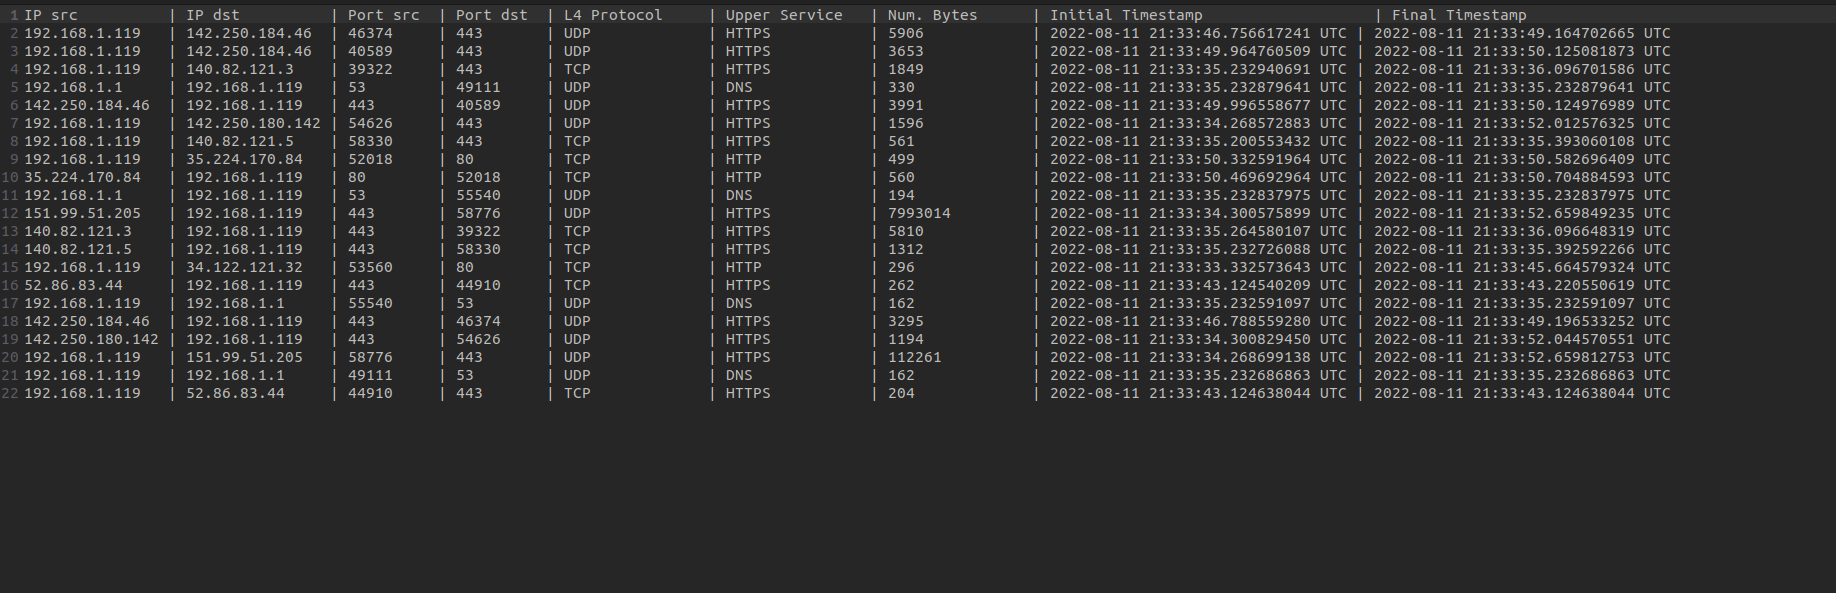 1 IP src | IP dst | Port src | Port dst | L4 Protocol | Upper Service | Num. Bytes | Initial Timestamp | Final Timestamp
2 192.168.1.119 | 142.250.184.46 | 46374 | 443 | UDP | HTTPS | 5906 | 2022-08-11 21:33:46.756617241 UTC | 2022-08-11 21:33:49.164702665 UTC
3 192.168.1.119 | 142.250.184.46 | 40589 | 443 | UDP | HTTPS | 3653 | 2022-08-11 21:33:49.964760509 UTC | 2022-08-11 21:33:50.125081873 UTC
4 192.168.1.119 | 140.82.121.3 | 39322 | 443 | TCP | HTTPS | 1849 | 2022-08-11 21:33:35.232940691 UTC | 2022-08-11 21:33:36.096701586 UTC
5 192.168.1.1 | 192.168.1.119 | 53 | 49111 | UDP | DNS | 330 | 2022-08-11 21:33:35.232879641 UTC | 2022-08-11 21:33:35.232879641 UTC
6 142.250.184.46 | 192.168.1.119 | 443 | 40589 | UDP | HTTPS | 3991 | 2022-08-11 21:33:49.996558677 UTC | 2022-08-11 21:33:50.124976989 UTC
7 192.168.1.119 | 142.250.180.142 | 54626 | 443 | UDP | HTTPS | 1596 | 2022-08-11 21:33:34.268572883 UTC | 2022-08-11 21:33:52.012576325 UTC
8 192.168.1.119 | 140.82.121.5 | 58330 | 443 | TCP | HTTPS | 561 | 2022-08-11 21:33:35.200553432 UTC | 2022-08-11 21:33:35.393060108 UTC
9 192.168.1.119 | 35.224.170.84 | 52018 | 80 | TCP | HTTP | 499 | 2022-08-11 21:33:50.332591964 UTC | 2022-08-11 21:33:50.582696409 UTC
10 35.224.170.84 | 192.168.1.119 | 80 | 52018 | TCP | HTTP | 560 | 2022-08-11 21:33:50.469692964 UTC | 2022-08-11 21:33:50.704884593 UTC
11 192.168.1.1 | 192.168.1.119 | 53 | 55540 | UDP | DNS | 194 | 2022-08-11 21:33:35.232837975 UTC | 2022-08-11 21:33:35.232837975 UTC
12 151.99.51.205 | 192.168.1.119 | 443 | 58776 | UDP | HTTPS | 7993014 | 2022-08-11 21:33:34.300575899 UTC | 2022-08-11 21:33:52.659849235 UTC
13 140.82.121.3 | 192.168.1.119 | 443 | 39322 | TCP | HTTPS | 5810 | 2022-08-11 21:33:35.264580107 UTC | 2022-08-11 21:33:36.096648319 UTC
14 140.82.121.5 | 192.168.1.119 | 443 | 58330 | TCP | HTTPS | 1312 | 2022-08-11 21:33:35.232726088 UTC | 2022-08-11 21:33:35.392592266 UTC
15 192.168.1.119 | 34.122.121.32 | 53560 | 80 | TCP | HTTP | 296 | 2022-08-11 21:33:33.332573643 UTC | 2022-08-11 21:33:45.664579324 UTC
16 52.86.83.44 | 192.168.1.119 | 443 | 44910 | TCP | HTTPS | 262 | 2022-08-11 21:33:43.124540209 UTC | 2022-08-11 21:33:43.220550619 UTC
17 192.168.1.119 | 192.168.1.1 | 55540 | 53 | UDP | DNS | 162 | 2022-08-11 21:33:35.232591097 UTC | 2022-08-11 21:33:35.232591097 UTC
18 142.250.184.46 | 192.168.1.119 | 443 | 46374 | UDP | HTTPS | 3295 | 2022-08-11 21:33:46.788559280 UTC | 2022-08-11 21:33:49.196533252 UTC
19 142.250.180.142 | 192.168.1.119 | 443 | 54626 | UDP | HTTPS | 1194 | 2022-08-11 21:33:34.300829450 UTC | 2022-08-11 21:33:52.044570551 UTC
20 192.168.1.119 | 151.99.51.205 | 58776 | 443 | UDP | HTTPS | 112261 | 2022-08-11 21:33:34.268699138 UTC | 2022-08-11 21:33:52.659812753 UTC
21 192.168.1.119 | 192.168.1.1 | 49111 | 53 | UDP | DNS | 162 | 2022-08-11 21:33:35.232686863 UTC | 2022-08-11 21:33:35.232686863 UTC
22 192.168.1.119 | 52.86.83.44 | 44910 | 443 | TCP | HTTPS | 204 | 2022-08-11 21:33:43.124638044 UTC | 2022-08-11 21:33:43.124638044 UTC